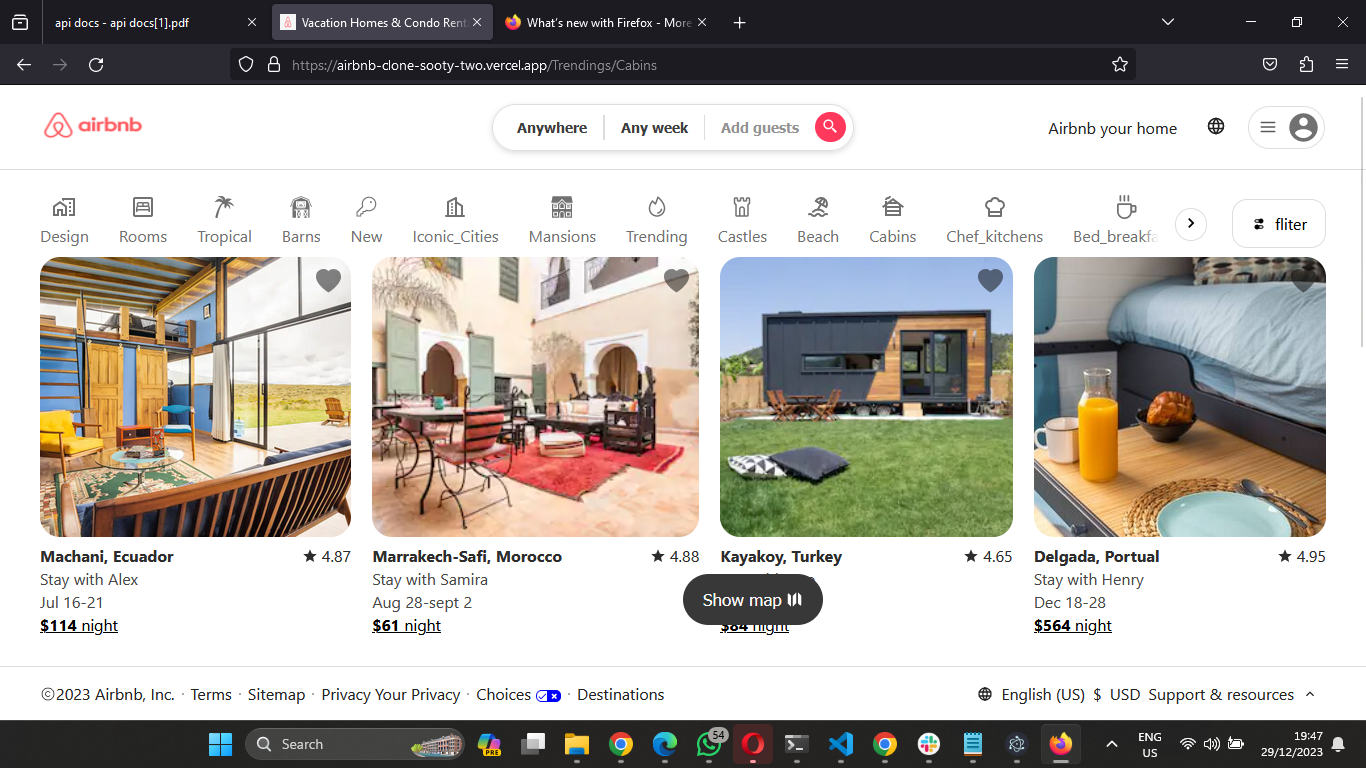 api docs - api docs[1].pdf
Vacation Homes & Condo Rent
What's new with Firefox - More
https://airbnb-clone-sooty-two.vercel.app/Trendings/Cabins
airbnb
Anywhere
Any week
Add guests
Airbnb your home
Design
Rooms
Tropical
Barns
New
Iconic_Cities
Mansions
Trending
Castles
Beach
Cabins
Chef_kitchens
Bed_breakfa
fliter
Machani, Ecuador ★ 4.87
Stay with Alex
Jul 16-21
$114 night
Marrakech-Safi, Morocco ★ 4.88
Stay with Samira
Aug 28-sept 2
$61 night
Kayakoy, Turkey ★ 4.65
$84 night
Delgada, Portual ★ 4.95
Stay with Henry
Dec 18-28
$564 night
Show map
©2023 Airbnb, Inc. · Terms · Sitemap · Privacy Your Privacy · Choices · Destinations
English (US) $ USD Support & resources
Search
PRE
54
ENG
US
19:47
29/12/2023